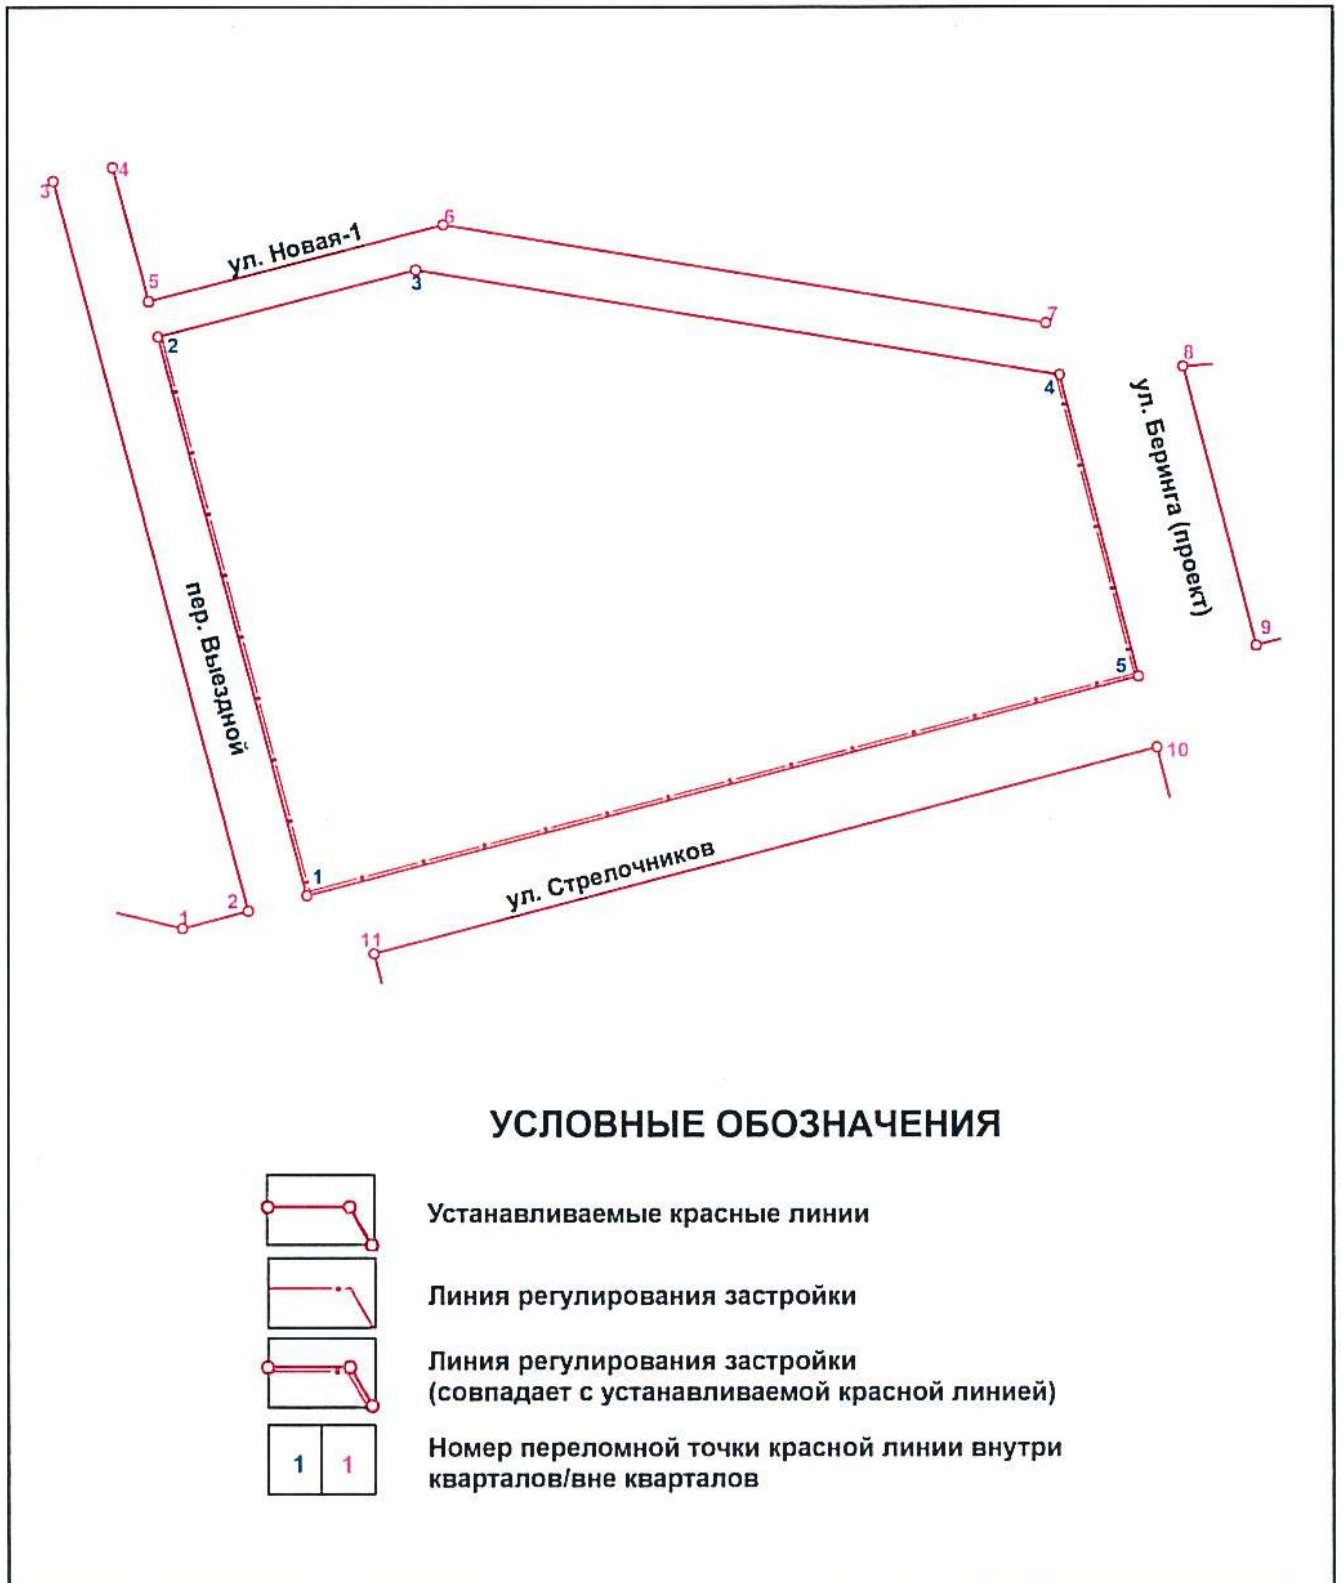 4
3
6
ул. Новая-1
5
3
7
2
8
4
ул. Беринга (проект)
пер. Выездной
9
5
10
1
ул. Стрелочников
2
1
11
УСЛОВНЫЕ ОБОЗНАЧЕНИЯ
Устанавливаемые красные линии
Линия регулирования застройки
Линия регулирования застройки
(совпадает с устанавливаемой красной линией)
1 1
Номер переломной точки красной линии внутри
кварталов/вне кварталов